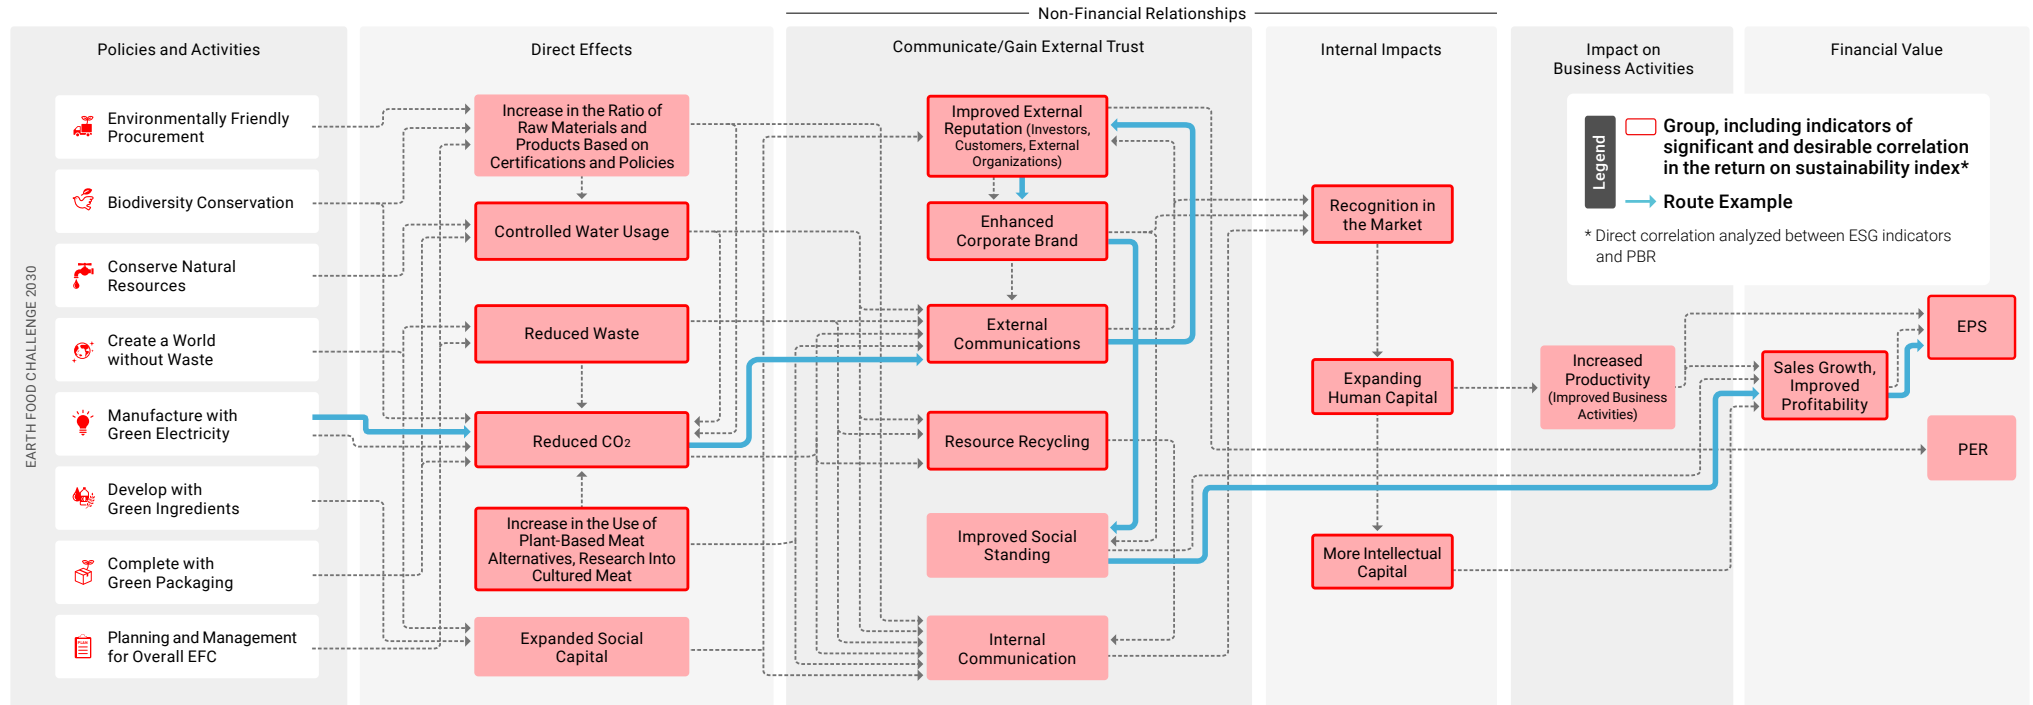 Non-Financial Relationships
Policies and Activities
Direct Effects
Communicate/Gain External Trust
Internal Impacts
Impact on
Business Activities
Financial Value
EARTH FOOD CHALLENGE 2030
Environmentally Friendly
Procurement
Biodiversity Conservation
Conserve Natural
Resources
Create a World
without Waste
Manufacture with
Green Electricity
Develop with
Green Ingredients
Complete with
Green Packaging
PLAN
Planning and Management
for Overall EFC
Increase in the Ratio of
Raw Materials and
Products Based on
Certifications and Policies
Controlled Water Usage
Reduced Waste
Reduced CO2
Increase in the Use of
Plant-Based Meat
Alternatives, Research Into
Cultured Meat
Expanded Social
Capital
Improved External
Reputation (Investors,
Customers, External
Organizations)
Enhanced
Corporate Brand
External
Communications
Resource Recycling
Improved Social
Standing
Internal
Communication
Recognition in
the Market
Expanding
Human Capital
More Intellectual
Capital
Increased
Productivity
(Improved Business
Activities)
Sales Growth,
Improved
Profitability
EPS
PER
Legend
Group, including indicators of
significant and desirable correlation
in the return on sustainability index*
Route Example
* Direct correlation analyzed between ESG indicators
and PBR